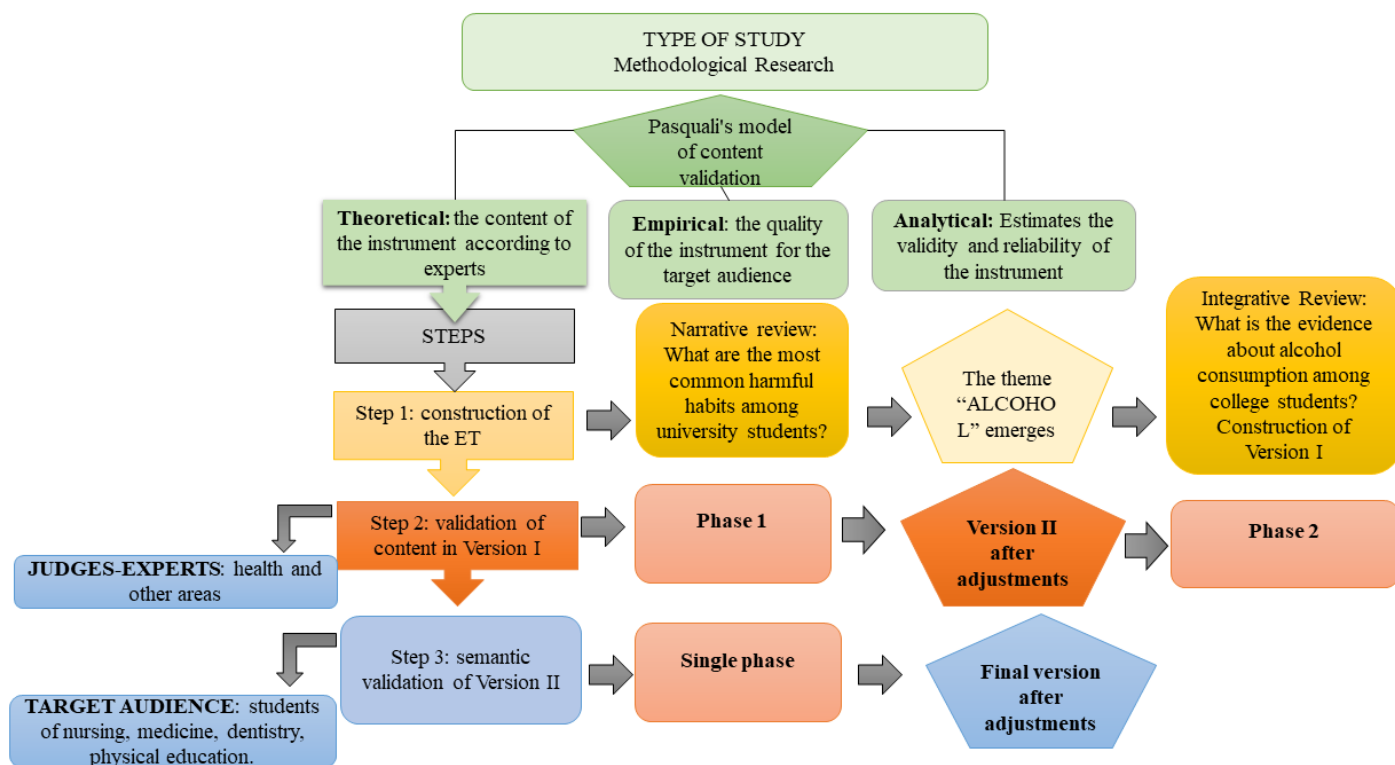 TYPE OF STUDY
Methodological Research
Pasquali's model
of content
validation
Theoretical: the content of
the instrument according to
experts
Empirical: the quality
of the instrument for the
target audience
Analytical: Estimates the
validity and reliability of
the instrument
STEPS
Step 1: construction of
the ET
Narrative review:
What are the most
common harmful
habits among
university students?
The theme
“ALCOHO
L” emerges
Integrative Review:
What is the evidence
about alcohol
consumption among
college students?
Construction of
Version I
Step 2: validation of
content in Version I
Phase 1
Version II
after
adjustments
Phase 2
JUDGES-EXPERTS: health and
other areas
Step 3: semantic
validation of Version II
Single phase
Final version
after
adjustments
TARGET AUDIENCE: students
of nursing, medicine, dentistry,
physical education.